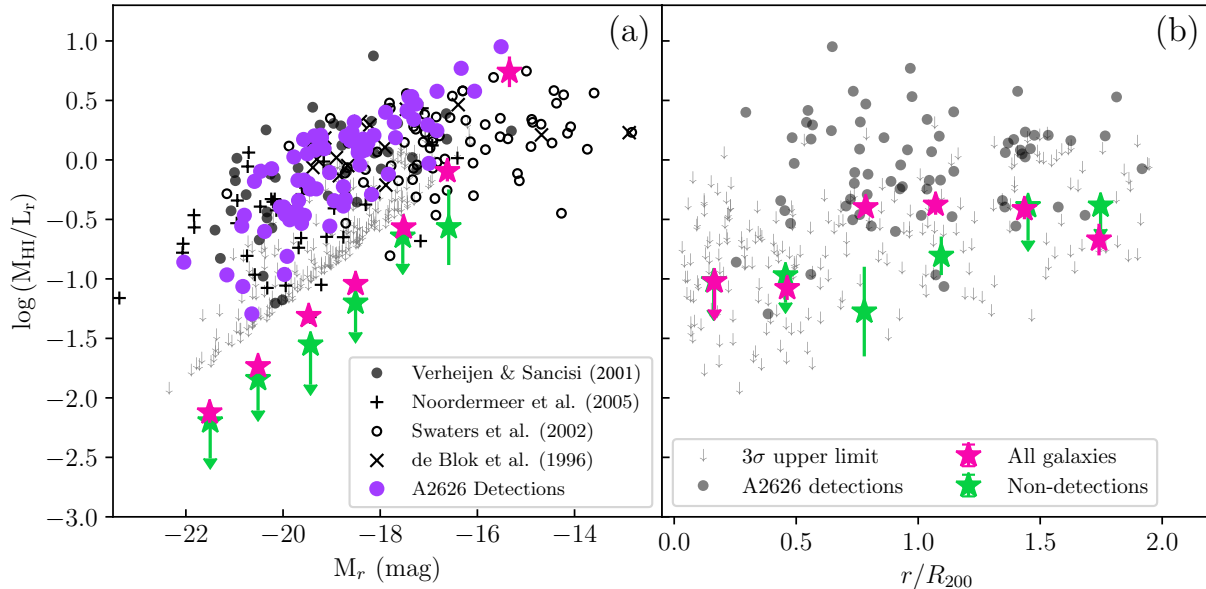 (a)
(b)
log (M_HI/L_r)
1.0
0.5
0.0
−0.5
−1.0
−1.5
−2.0
−2.5
−3.0
Verheijen & Sancisi (2001)
Noordermeer et al. (2005)
Swaters et al. (2002)
de Blok et al. (1996)
A2626 Detections
3σ upper limit
A2626 detections
All galaxies
Non-detections
−22 −20 −18 −16 −14
M_r (mag)
0.0 0.5 1.0 1.5 2.0
r/R_200